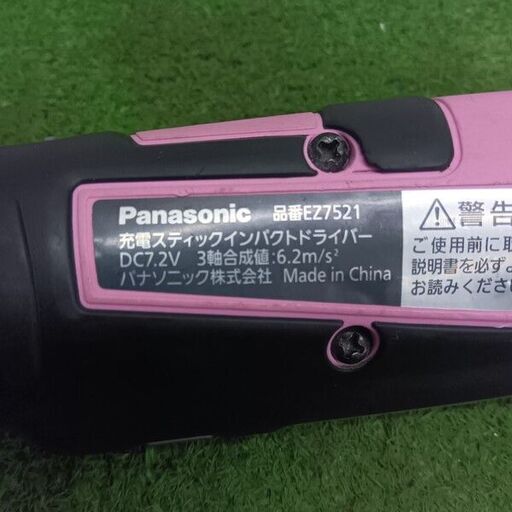 Panasonic 品番EZ7521
充電スティックインパクトドライバー
DC7.2V 3軸合成値:6.2m/s²
パナソニック株式会社 Made in China
警告
ご使用前に取
説明書を必ずよ
お読みくださ